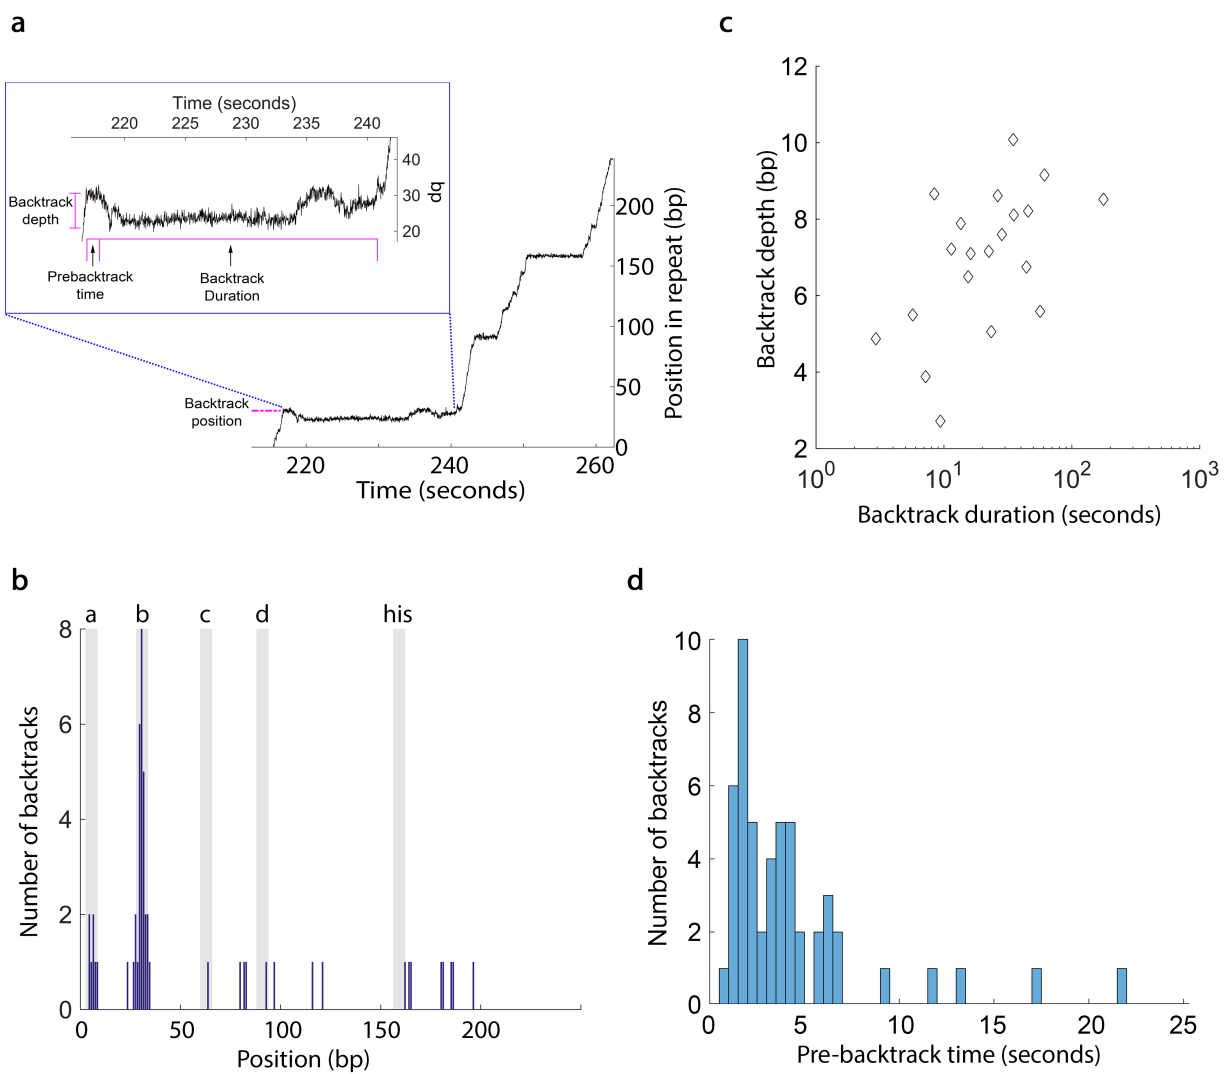 a
Time (seconds)
220 225 230 235 240
40
30
20
bp
Backtrack
depth
Prebacktrack
time
Backtrack
Duration
Backtrack
position
200
150
100
50
0
Position in repeat (bp)
220 240 260
Time (seconds)
c
12
10
8
6
4
2
Backtrack depth (bp)
10^0 10^1 10^2 10^3
Backtrack duration (seconds)
b
a b c d his
8
6
4
2
0
Number of backtracks
0 50 100 150 200
Position (bp)
d
10
8
6
4
2
0
Number of backtracks
0 5 10 15 20 25
Pre-backtrack time (seconds)